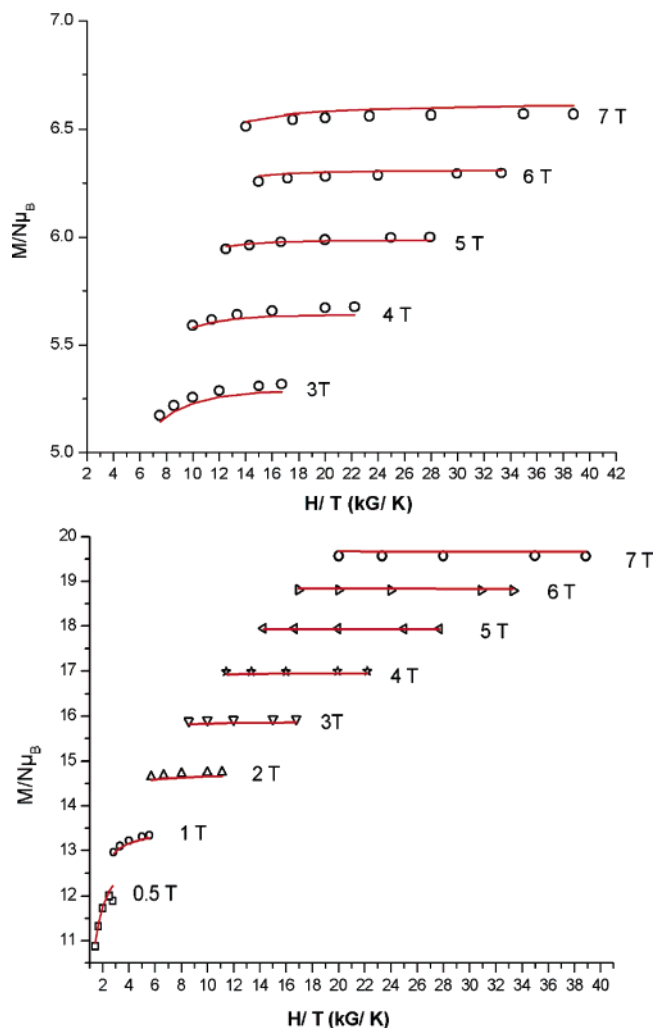 7.0
6.5
6.0
5.5
5.0
M/Nμ_B
7 T
6 T
5 T
4 T
3T
2 4 6 8 10 12 14 16 18 20 22 24 26 28 30 32 34 36 38 40 42
H/ T (kG/ K)
20
19
18
17
16
15
14
13
12
11
M/Nμ_B
7 T
6 T
5 T
4 T
3T
2 T
1 T
0.5 T
2 4 6 8 10 12 14 16 18 20 22 24 26 28 30 32 34 36 38 40
H/ T (kG/ K)